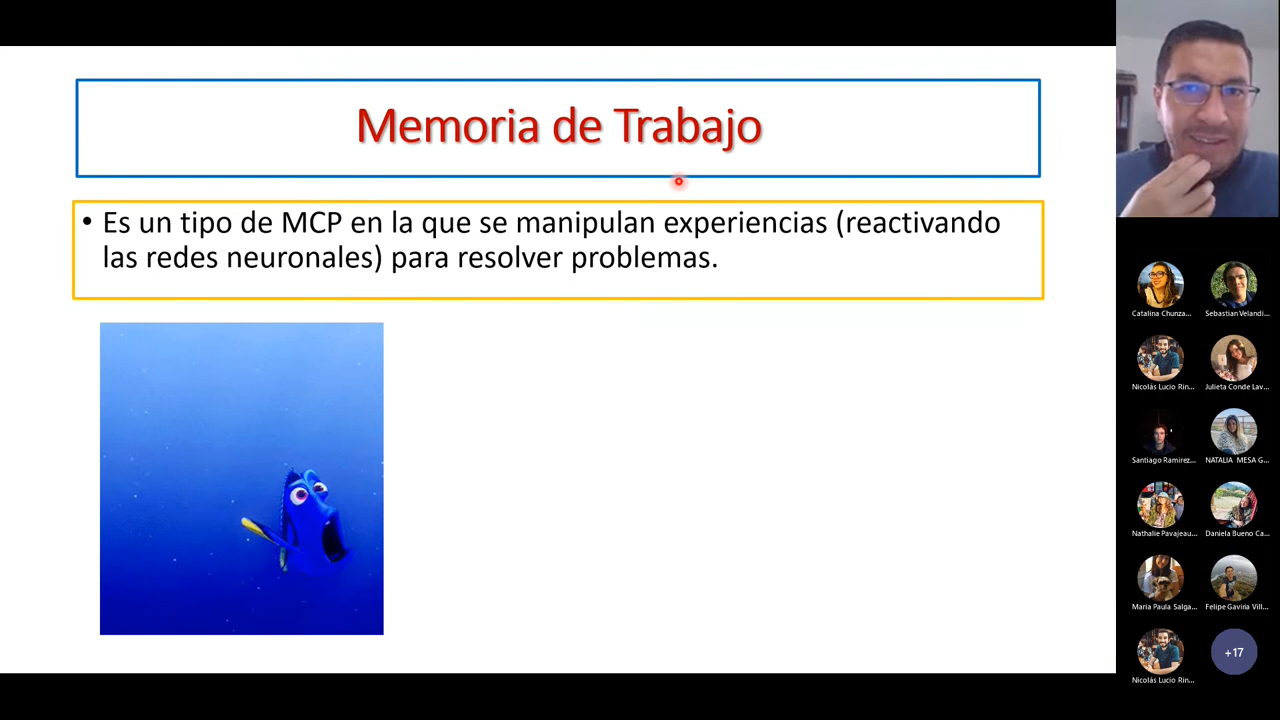 Memoria de Trabajo
• Es un tipo de MCP en la que se manipulan experiencias (reactivando
las redes neuronales) para resolver problemas.
Catalina Chunza...
Sebastian Velandi...
Nicolás Lucio Rin...
Julieta Conde Lav...
Santiago Ramirez...
NATALIA MESA G...
Nathalie Pavajeau...
Daniela Bueno Ca...
Maria Paula Salga...
Felipe Gaviria Vill...
Nicolás Lucio Rin...
+17